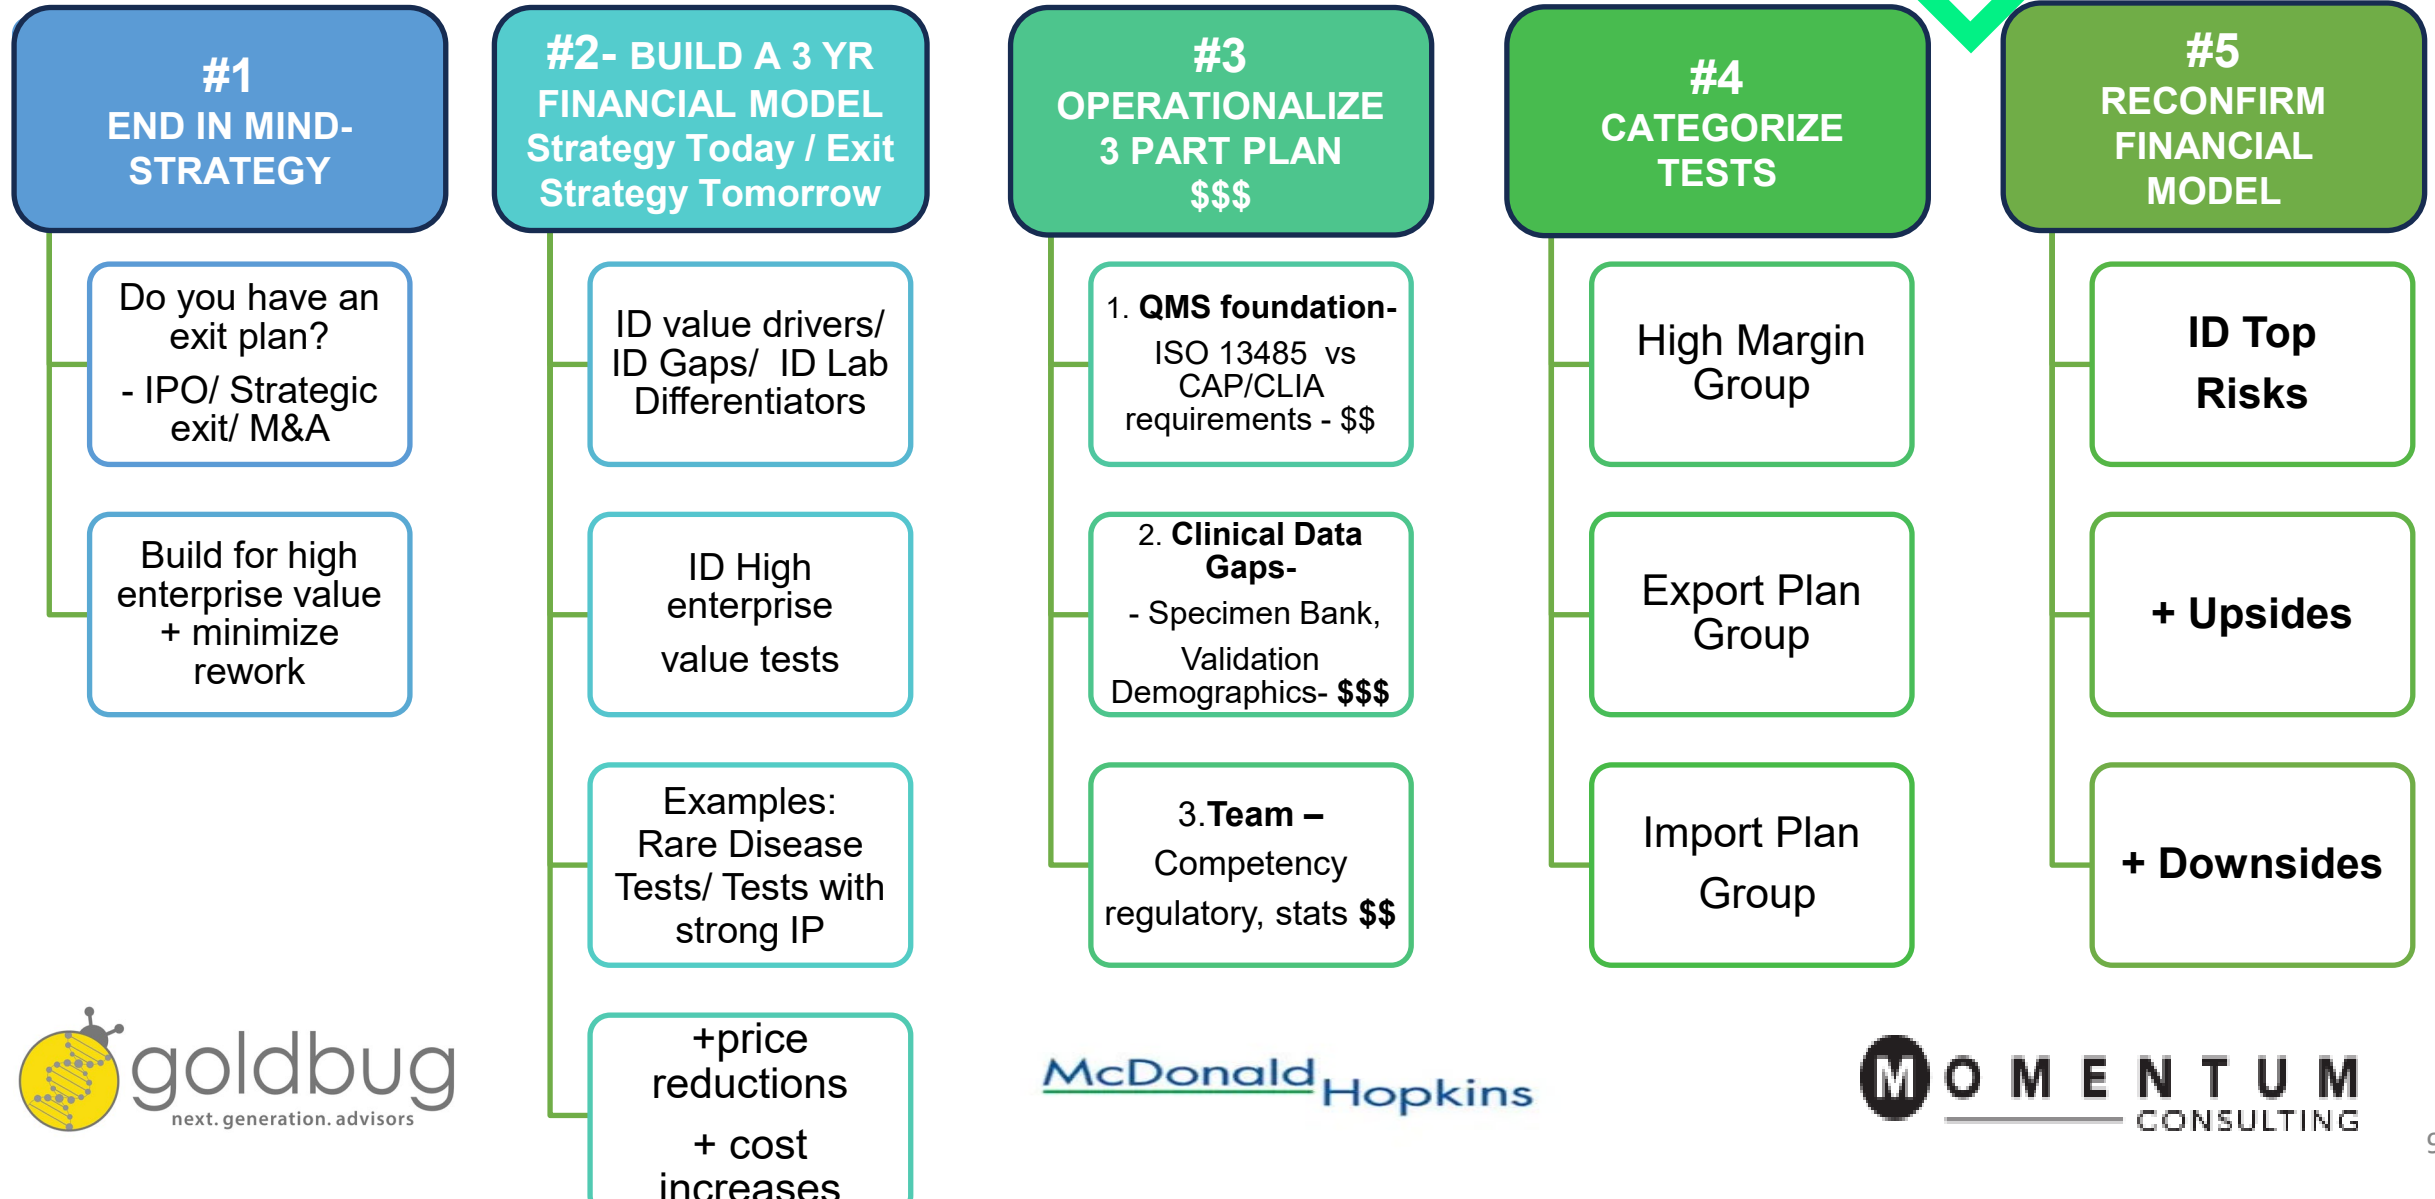 #1
END IN MIND-
STRATEGY
Do you have an
exit plan?
- IPO/ Strategic
exit/ M&A
Build for high
enterprise value
+ minimize
rework
#2- BUILD A 3 YR
FINANCIAL MODEL
Strategy Today / Exit
Strategy Tomorrow
ID value drivers/
ID Gaps/ ID Lab
Differentiators
ID High
enterprise
value tests
Examples:
Rare Disease
Tests/ Tests with
strong IP
+price
reductions
+ cost
increases
#3
OPERATIONALIZE
3 PART PLAN
$$$
1. QMS foundation-
ISO 13485 vs
CAP/CLIA
requirements - $$
2. Clinical Data
Gaps-
- Specimen Bank,
Validation
Demographics- $$$
3.Team –
Competency
regulatory, stats $$
#4
CATEGORIZE
TESTS
High Margin
Group
Export Plan
Group
Import Plan
Group
#5
RECONFIRM
FINANCIAL
MODEL
ID Top
Risks
+ Upsides
+ Downsides
goldbug
next.generation.advisors
McDonald
Hopkins
MOMENTUM
CONSULTING